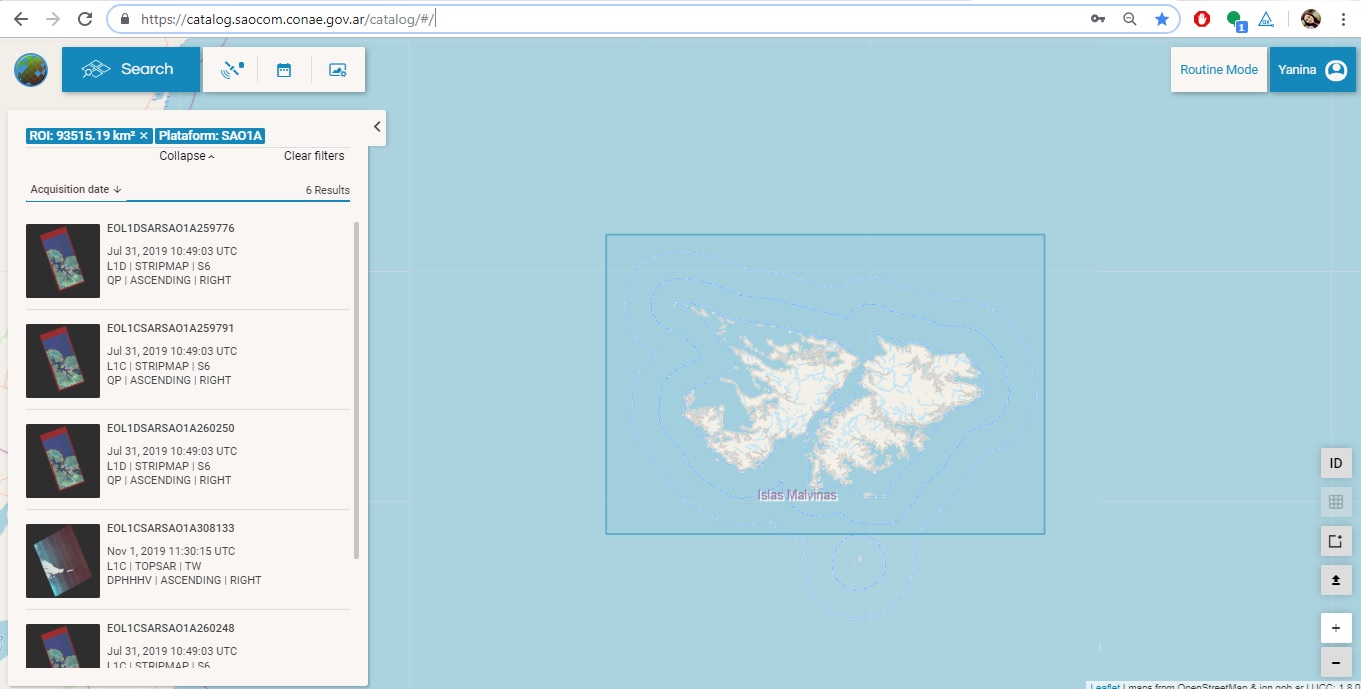 https://catalog.saocom.conae.gov.ar/catalog/#/
1
Search
Routine Mode
Yanina
ROI: 93515.19 km² × Plataform: SAO1A
Collapse
Clear filters
Acquisition date
6 Results
EOL1DSARSAO1A259776
Jul 31, 2019 10:49:03 UTC
L1D | STRIPMAP | S6
QP | ASCENDING | RIGHT
EOL1CSARSAO1A259791
Jul 31, 2019 10:49:03 UTC
L1C | STRIPMAP | S6
QP | ASCENDING | RIGHT
EOL1DSARSAO1A260250
Jul 31, 2019 10:49:03 UTC
L1D | STRIPMAP | S6
QP | ASCENDING | RIGHT
EOL1CSARSAO1A308133
Nov 1, 2019 11:30:15 UTC
L1C | TOPSAR | TW
DPHHHV | ASCENDING | RIGHT
EOL1CSARSAO1A260248
Jul 31, 2019 10:49:03 UTC
L1C | STRIPMAP | S6
Islas Malvinas
ID
+
−
Leaflet | maps from OpenStreetMap & ign.gob.ar | UCC: 1.8.0